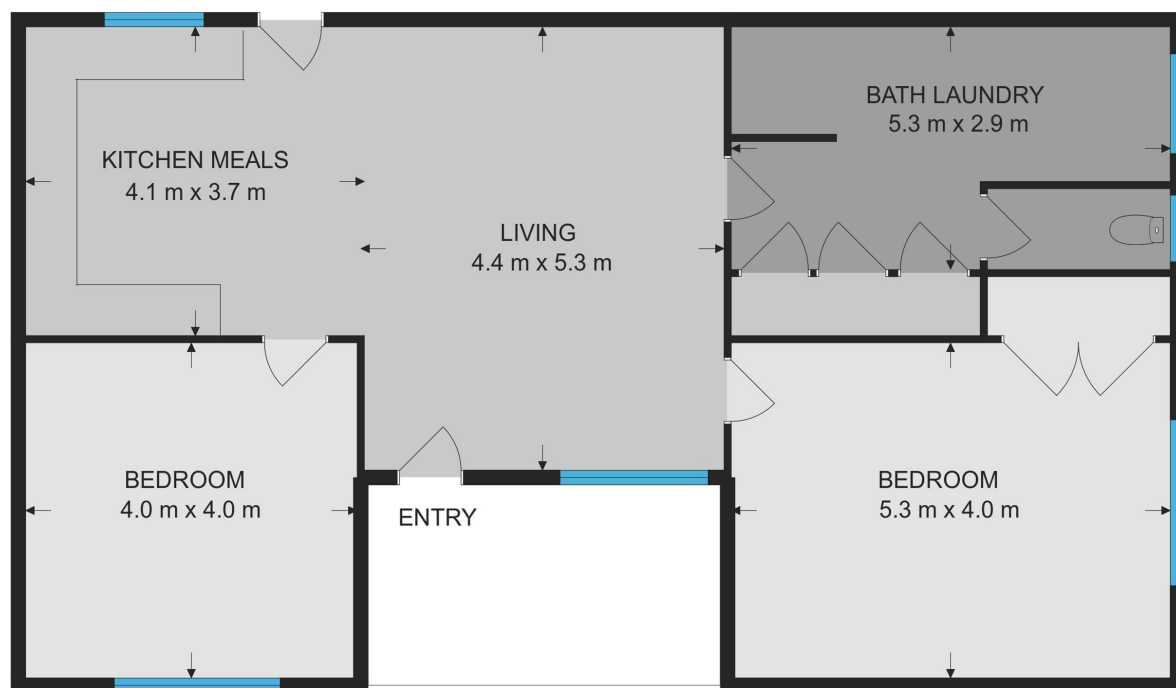 KITCHEN MEALS
4.1 m x 3.7 m
LIVING
4.4 m x 5.3 m
BATH LAUNDRY
5.3 m x 2.9 m
BEDROOM
4.0 m x 4.0 m
ENTRY
BEDROOM
5.3 m x 4.0 m